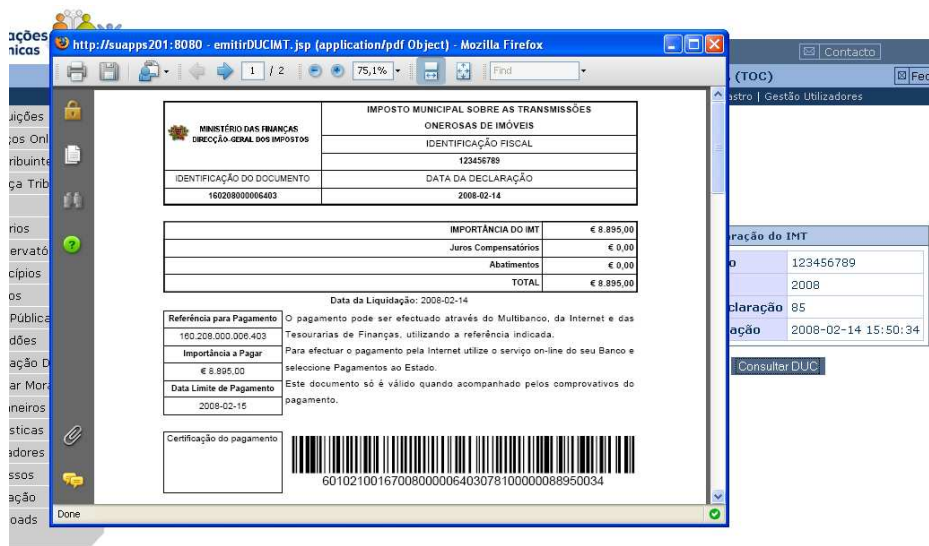 ações
nicas
http://suapps201:8080 - emitirDUCIMT.jsp (application/pdf Object) - Mozilla Firefox
Contacto
1 / 2
75,1%
Find
(TOC)
Fec
astro | Gestão Utilizadores
uições
ços Onl
ribuinte
ça Trib
rios
ervató
cípios
os
Pública
dões
ação D
ar Mora
aneiros
sticas
adores
ssos
ação
oads
MINISTÉRIO DAS FINANÇAS
DIRECÇÃO-GERAL DOS IMPOSTOS
IMPOSTO MUNICIPAL SOBRE AS TRANSMISSÕES
ONEROSAS DE IMÓVEIS
IDENTIFICAÇÃO FISCAL
123456789
IDENTIFICAÇÃO DO DOCUMENTO DATA DA DECLARAÇÃO
160208000006403 2008-02-14
IMPORTÂNCIA DO IMT € 8.895,00
Juros Compensatórios € 0,00
Abatimentos € 0,00
TOTAL € 8.895,00
Data da Liquidação: 2008-02-14
Referência para Pagamento
160.208.000.006.403
Importância a Pagar
€ 8.895,00
Data Limite de Pagamento
2008-02-15
O pagamento pode ser efectuado através do Multibanco, da Internet e das
Tesourarias de Finanças, utilizando a referência indicada.
Para efectuar o pagamento pela Internet utilize o serviço on-line do seu Banco e
seleccione Pagamentos ao Estado.
Este documento só é válido quando acompanhado pelos comprovativos do
pagamento.
Certificação do pagamento
60102100167008000006403078100000088950034
aração do IMT
o 123456789
2008
claração 85
ação 2008-02-14 15:50:34
Consultar DUC
Done